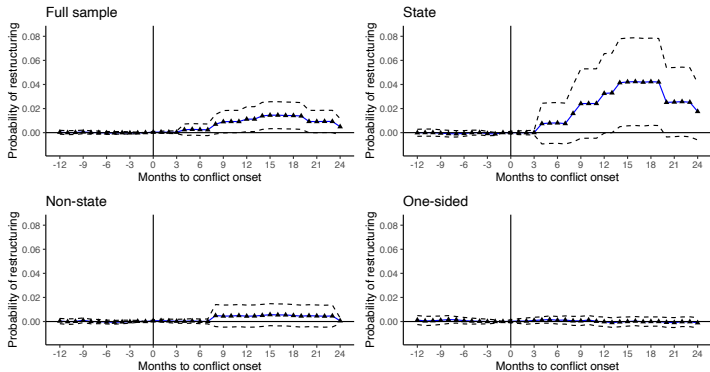 Full sample
Probability of restructuring
0.08
0.06
0.04
0.02
0.00
-12 -9 -6 -3 0 3 6 9 12 15 18 21 24
Months to conflict onset
State
Probability of restructuring
0.08
0.06
0.04
0.02
0.00
-12 -9 -6 -3 0 3 6 9 12 15 18 21 24
Months to conflict onset
Non-state
Probability of restructuring
0.08
0.06
0.04
0.02
0.00
-12 -9 -6 -3 0 3 6 9 12 15 18 21 24
Months to conflict onset
One-sided
Probability of restructuring
0.08
0.06
0.04
0.02
0.00
-12 -9 -6 -3 0 3 6 9 12 15 18 21 24
Months to conflict onset